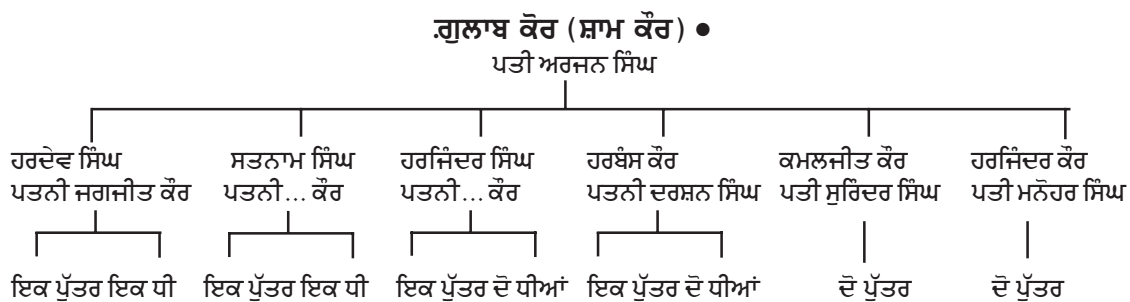 .ਗੁਲਾਬ ਕੋਰ (ਸ਼ਾਮ ਕੌਰ) ●
ਪਤੀ ਅਰਜਨ ਸਿੰਘ
ਹਰਦੇਵ ਸਿੰਘ ਸਤਨਾਮ ਸਿੰਘ ਹਰਜਿੰਦਰ ਸਿੰਘ ਹਰਬੰਸ ਕੌਰ ਕਮਲਜੀਤ ਕੌਰ ਹਰਜਿੰਦਰ ਕੌਰ
ਪਤਨੀ ਜਗਜੀਤ ਕੌਰ ਪਤਨੀ... ਕੌਰ ਪਤਨੀ... ਕੌਰ ਪਤਨੀ ਦਰਸ਼ਨ ਸਿੰਘ ਪਤੀ ਸੁਰਿੰਦਰ ਸਿੰਘ ਪਤੀ ਮਨੋਹਰ ਸਿੰਘ
ਇਕ ਪੁੱਤਰ ਇਕ ਧੀ ਇਕ ਪੁੱਤਰ ਇਕ ਧੀ ਇਕ ਪੁੱਤਰ ਦੋ ਧੀਆਂ ਇਕ ਪੁੱਤਰ ਦੋ ਧੀਆਂ ਦੋ ਪੁੱਤਰ ਦੋ ਪੁੱਤਰ